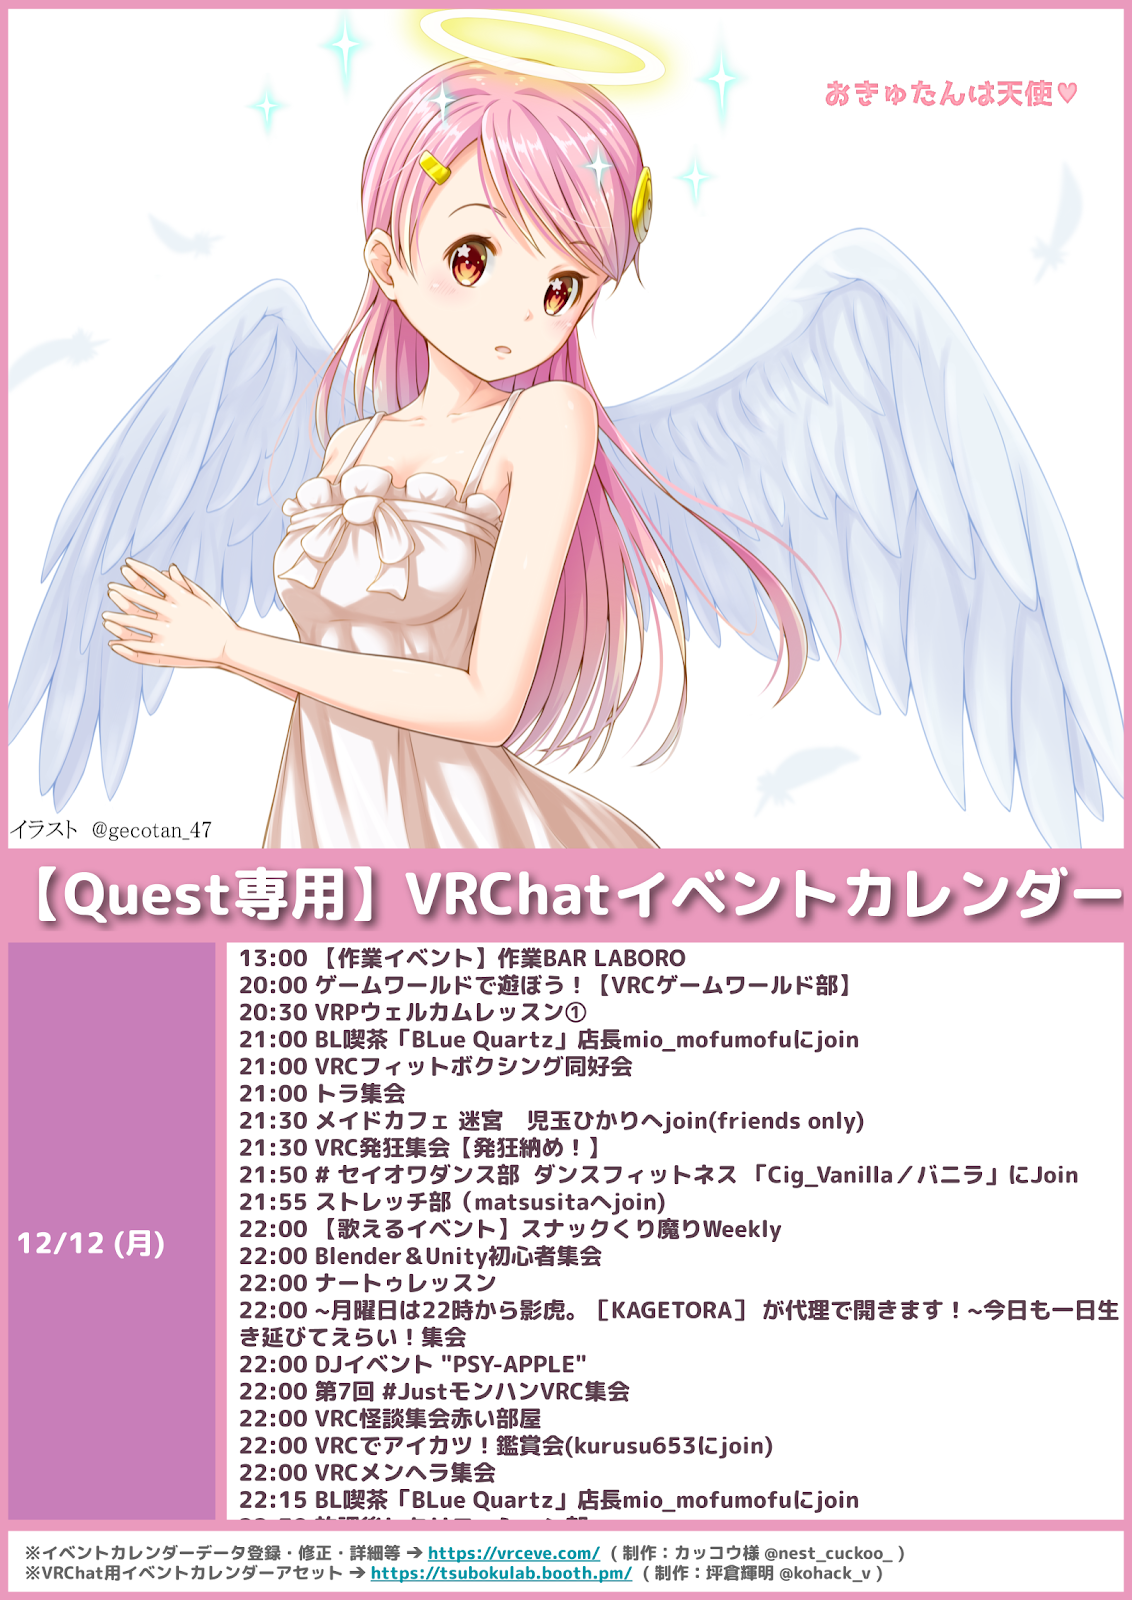 おきゅたんは天使♥
イラスト @gecotan_47
【Quest専用】VRChatイベントカレンダー
12/12 (月)
13:00 【作業イベント】作業BAR LABORO
20:00 ゲームワールドで遊ぼう！【VRCゲームワールド部】
20:30 VRPウェルカムレッスン①
21:00 BL喫茶「BLue Quartz」店長mio_mofumofuにjoin
21:00 VRCフィットボクシング同好会
21:00 トラ集会
21:30 メイドカフェ 迷宮　児玉ひかりへjoin(friends only)
21:30 VRC発狂集会【発狂納め！】
21:50 # セイオワダンス部 ダンスフィットネス 「Cig_Vanilla／バニラ」にJoin
21:55 ストレッチ部（matsusitaへjoin)
22:00 【歌えるイベント】スナックくり魔りWeekly
22:00 Blender＆Unity初心者集会
22:00 ナートゥレッスン
22:00 ~月曜日は22時から影虎。［KAGETORA］ が代理で開きます！~今日も一日生
き延びてえらい！集会
22:00 DJイベント "PSY-APPLE"
22:00 第7回 #JustモンハンVRC集会
22:00 VRC怪談集会赤い部屋
22:00 VRCでアイカツ！鑑賞会(kurusu653にjoin)
22:00 VRCメンヘラ集会
22:15 BL喫茶「BLue Quartz」店長mio_mofumofuにjoin
※イベントカレンダーデータ登録・修正・詳細等 ➔ https://vrceve.com/ ( 制作：カッコウ様 @nest_cuckoo_ )
※VRChat用イベントカレンダーアセット ➔ https://tsubokulab.booth.pm/ ( 制作：坪倉輝明 @kohack_v )